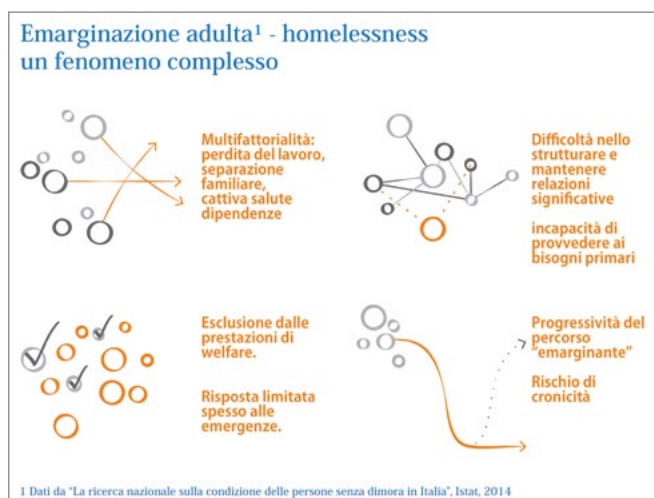 Emarginazione adulta¹ - homelessness
un fenomeno complesso
Multifattorialità:
perdita del lavoro,
separazione
familiare,
cattiva salute
dipendenze
Difficoltà nello
strutturare e
mantenere
relazioni
significative
incapacità di
provvedere ai
bisogni primari
Esclusione dalle
prestazioni di
welfare.
Risposta limitata
spesso alle
emergenze.
Progressività del
percorso
"emarginante"
Rischio di
cronicità
1 Dati da "La ricerca nazionale sulla condizione delle persone senza dimora in Italia", Istat, 2014